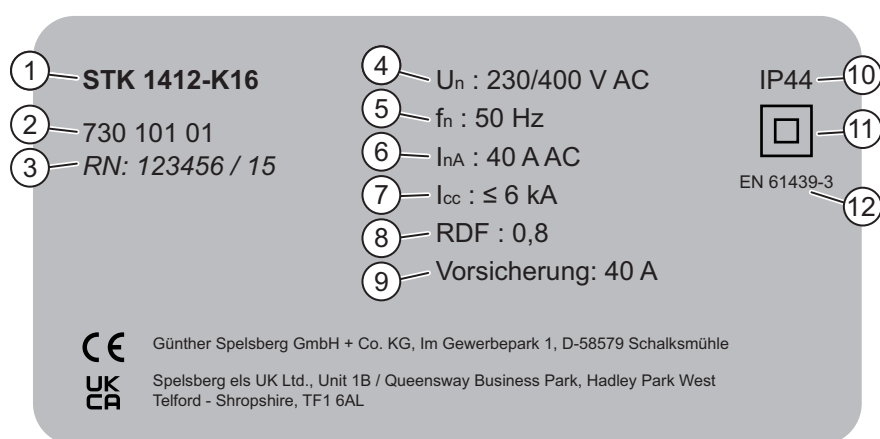 1 STK 1412-K16
2 730 101 01
3 RN: 123456 / 15
4 Un : 230/400 V AC
5 fn : 50 Hz
6 InA : 40 A AC
7 Icc : ≤ 6 kA
8 RDF : 0,8
9 Vorsicherung: 40 A
IP44 10
11
EN 61439-3
12
CE Günther Spelsberg GmbH + Co. KG, Im Gewerbepark 1, D-58579 Schalksmühle
UK
CA
Spelsberg els UK Ltd., Unit 1B / Queensway Business Park, Hadley Park West
Telford - Shropshire, TF1 6AL